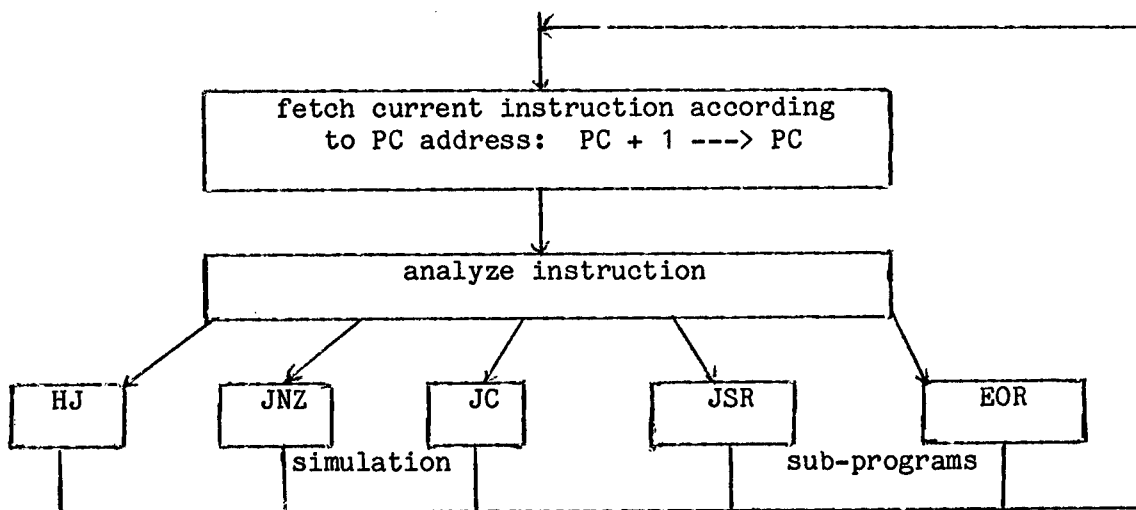 fetch current instruction according
to PC address: PC + 1 ---> PC
analyze instruction
HJ
JNZ
JC
JSR
EOR
simulation
sub-programs